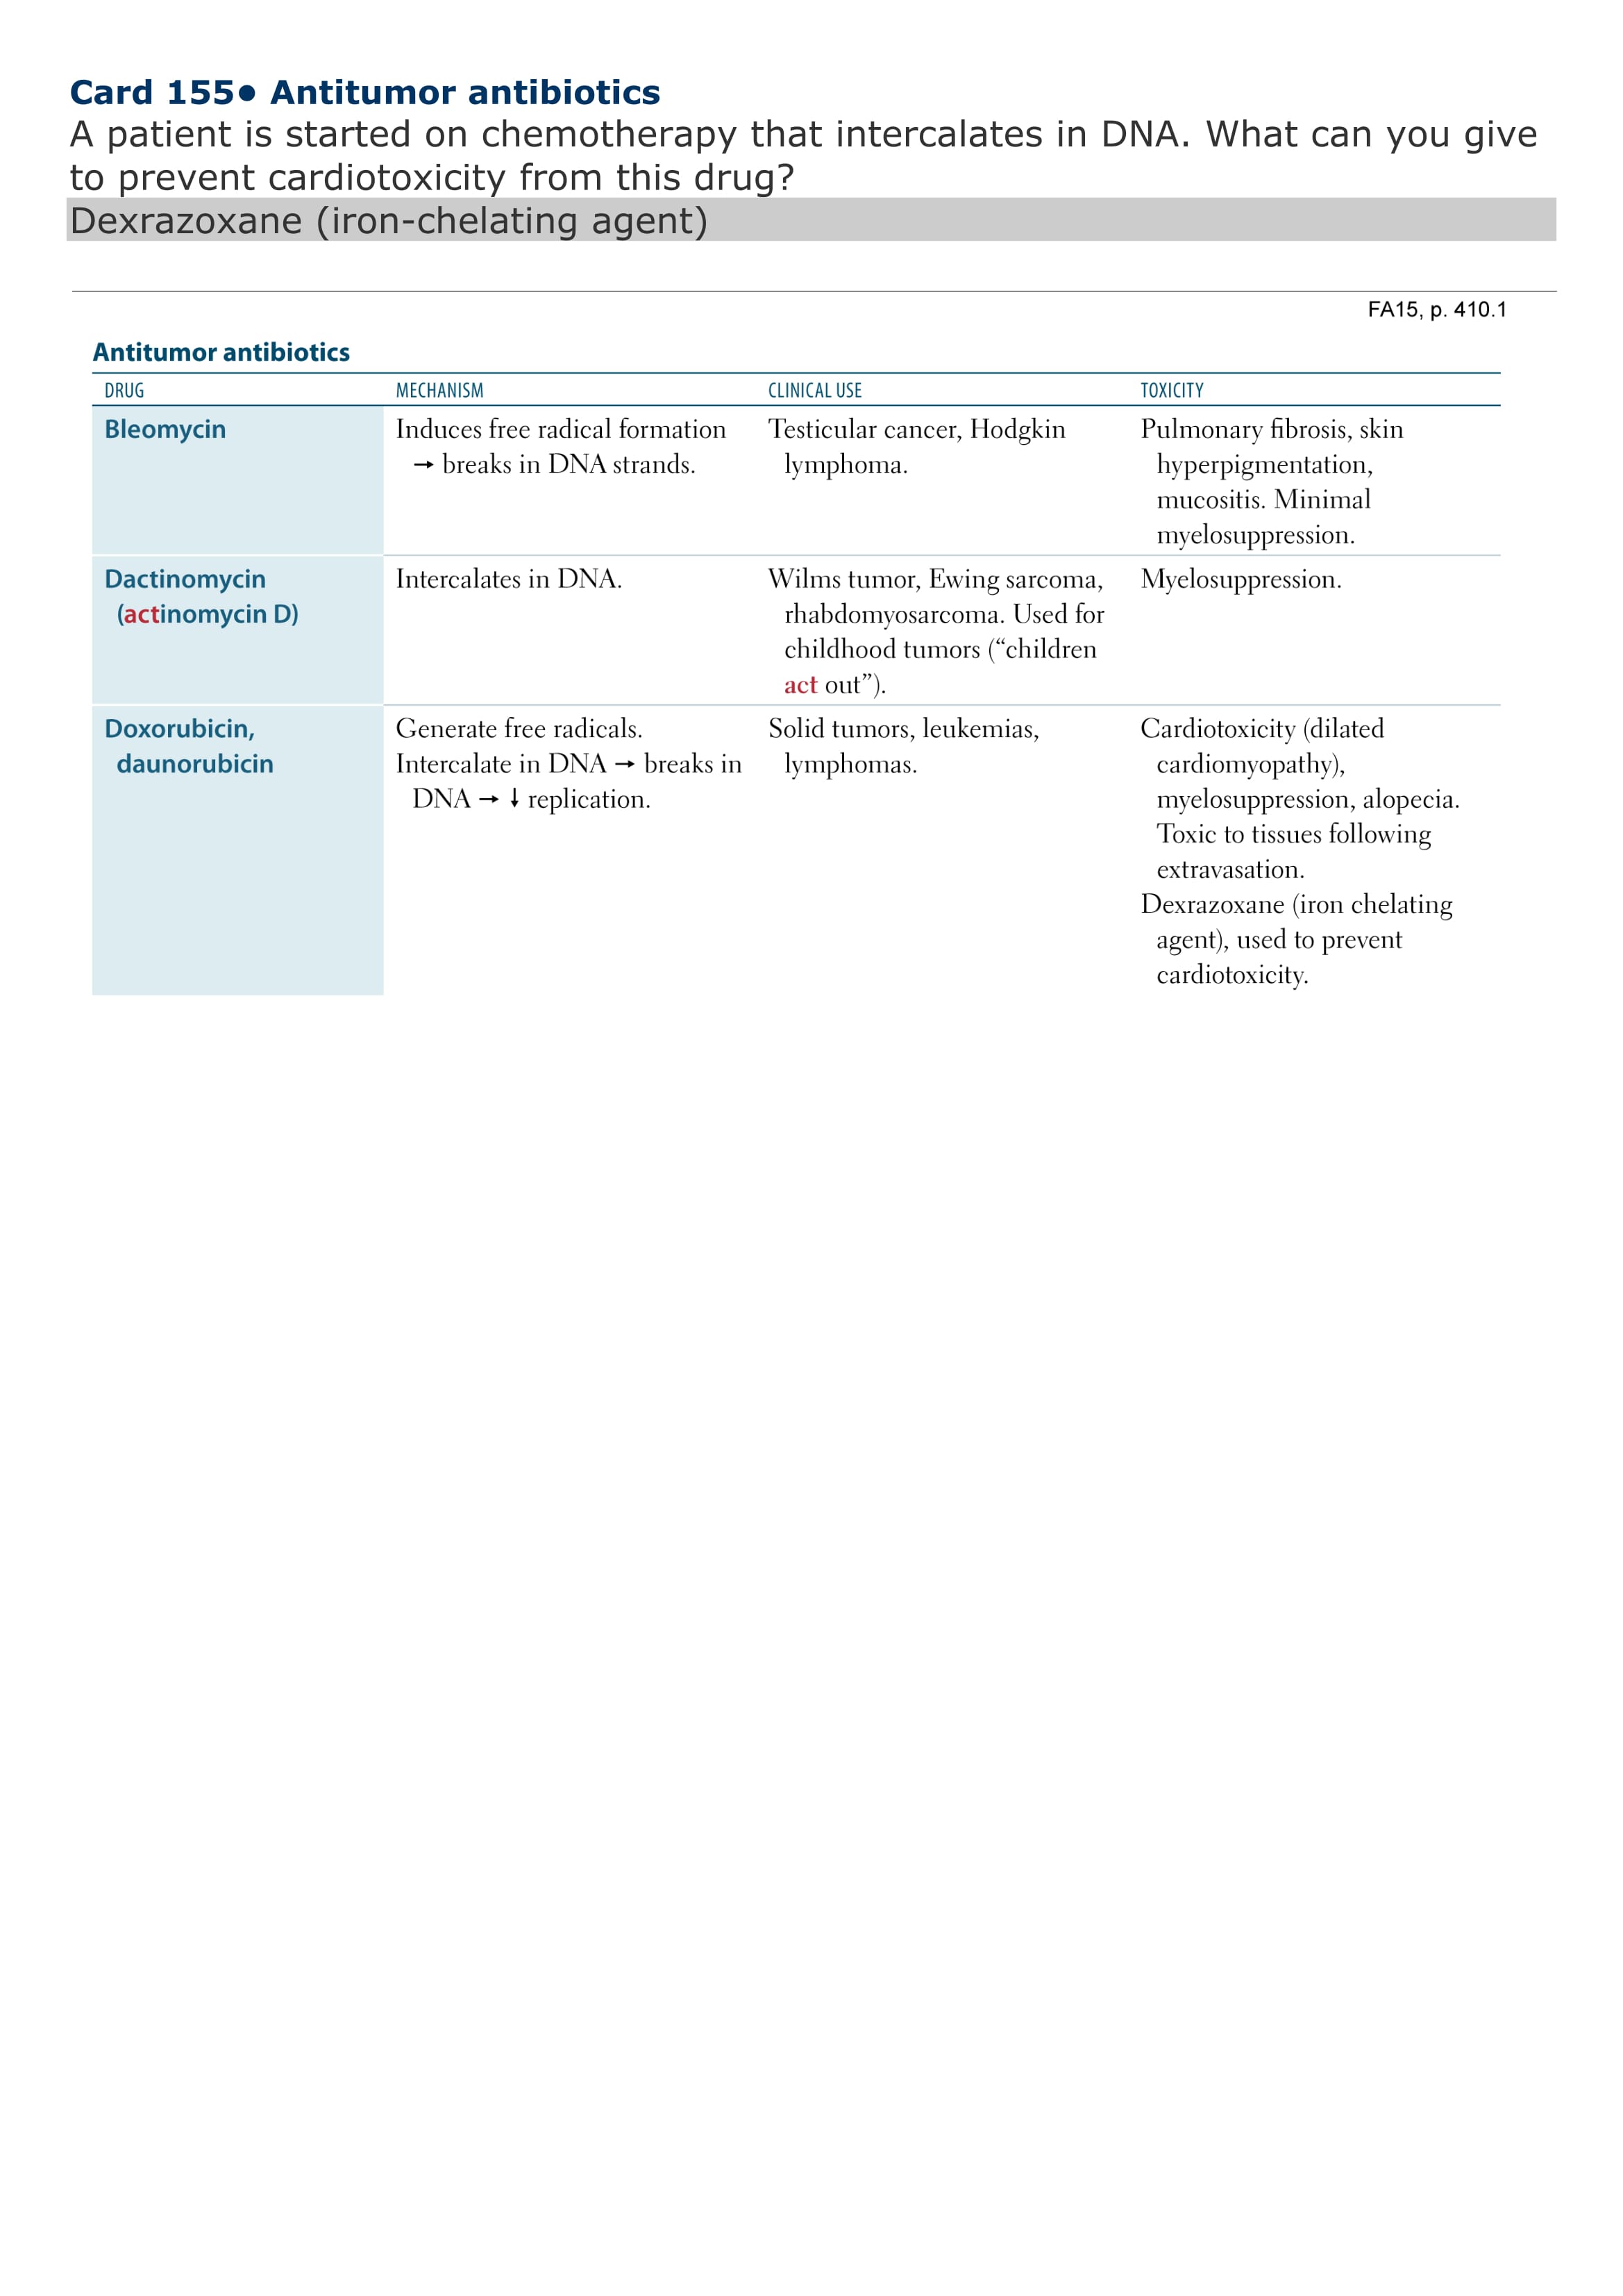 Card 155● Antitumor antibiotics
A patient is started on chemotherapy that intercalates in DNA. What can you give
to prevent cardiotoxicity from this drug?
Dexrazoxane (iron-chelating agent)
FA15, p. 410.1
Antitumor antibiotics
DRUG MECHANISM CLINICAL USE TOXICITY
Bleomycin
Induces free radical formation
→ breaks in DNA strands.
Testicular cancer, Hodgkin
lymphoma.
Pulmonary fibrosis, skin
hyperpigmentation,
mucositis. Minimal
myelosuppression.
Dactinomycin
(actinomycin D)
Intercalates in DNA.
Wilms tumor, Ewing sarcoma,
rhabdomyosarcoma. Used for
childhood tumors (“children
act out”).
Myelosuppression.
Doxorubicin,
daunorubicin
Generate free radicals.
Intercalate in DNA → breaks in
DNA → ↓ replication.
Solid tumors, leukemias,
lymphomas.
Cardiotoxicity (dilated
cardiomyopathy),
myelosuppression, alopecia.
Toxic to tissues following
extravasation.
Dexrazoxane (iron chelating
agent), used to prevent
cardiotoxicity.